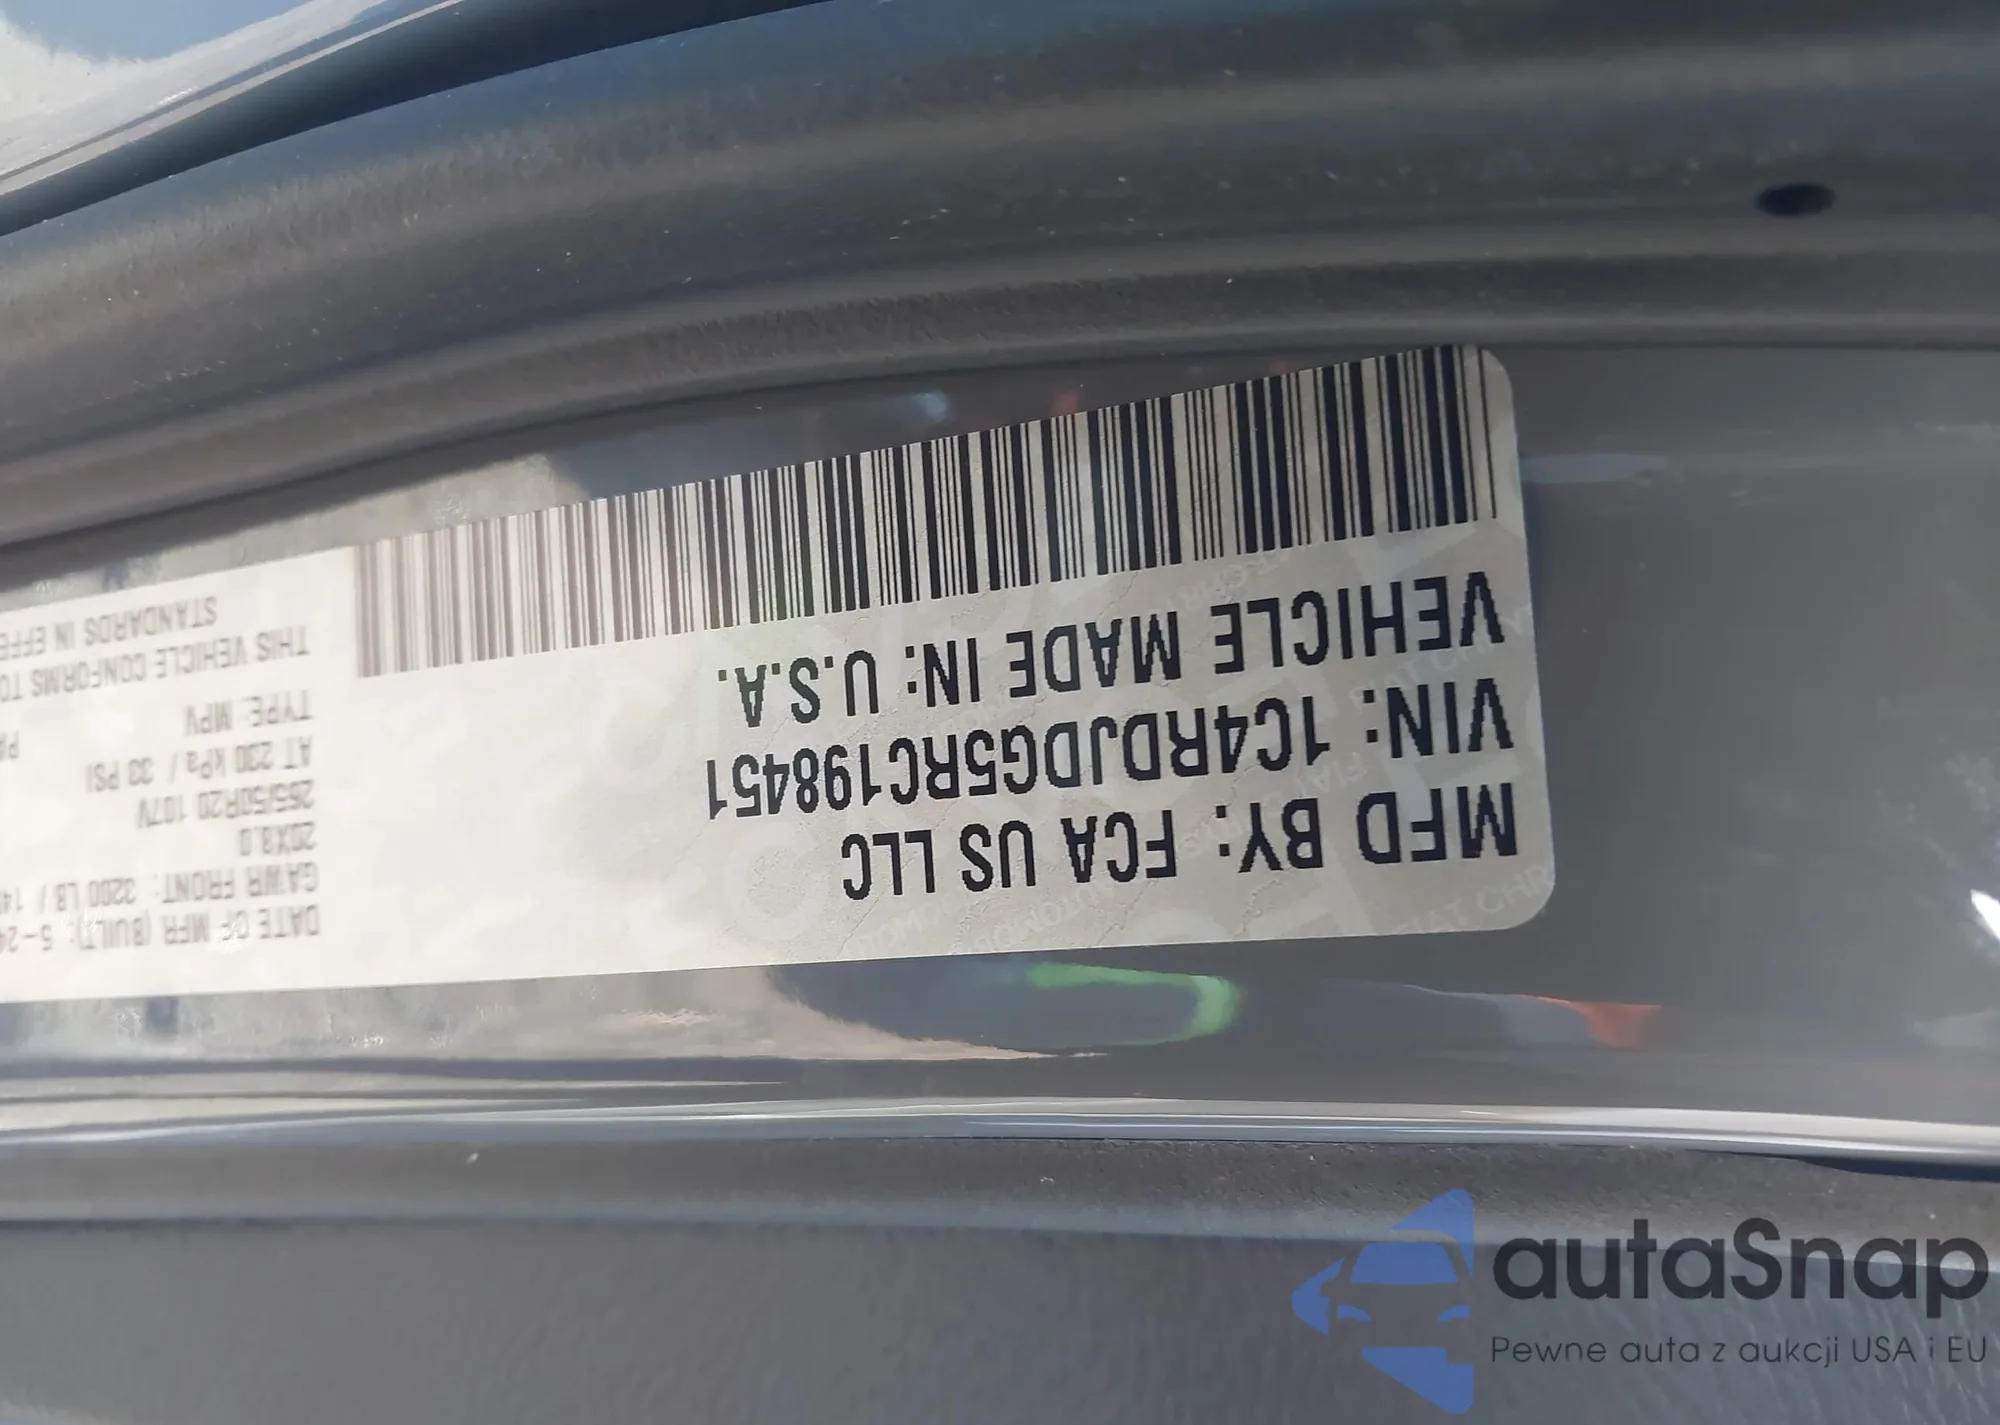 MFD BY: FCA US LLC
VIN: 1C4RDJDG5RC198451
VEHICLE MADE IN: U.S.A.
DATE OF MFR (BUILT): 5-24
GAWR FRONT: 3200 LB /
20X8.0
265/50R20 107V
AT 230 kPa / 33 PSI
TYPE: MPV
THIS VEHICLE CONFORMS TO
STANDARDS IN
autaSnap
Pewne auta z aukcji USA i EU